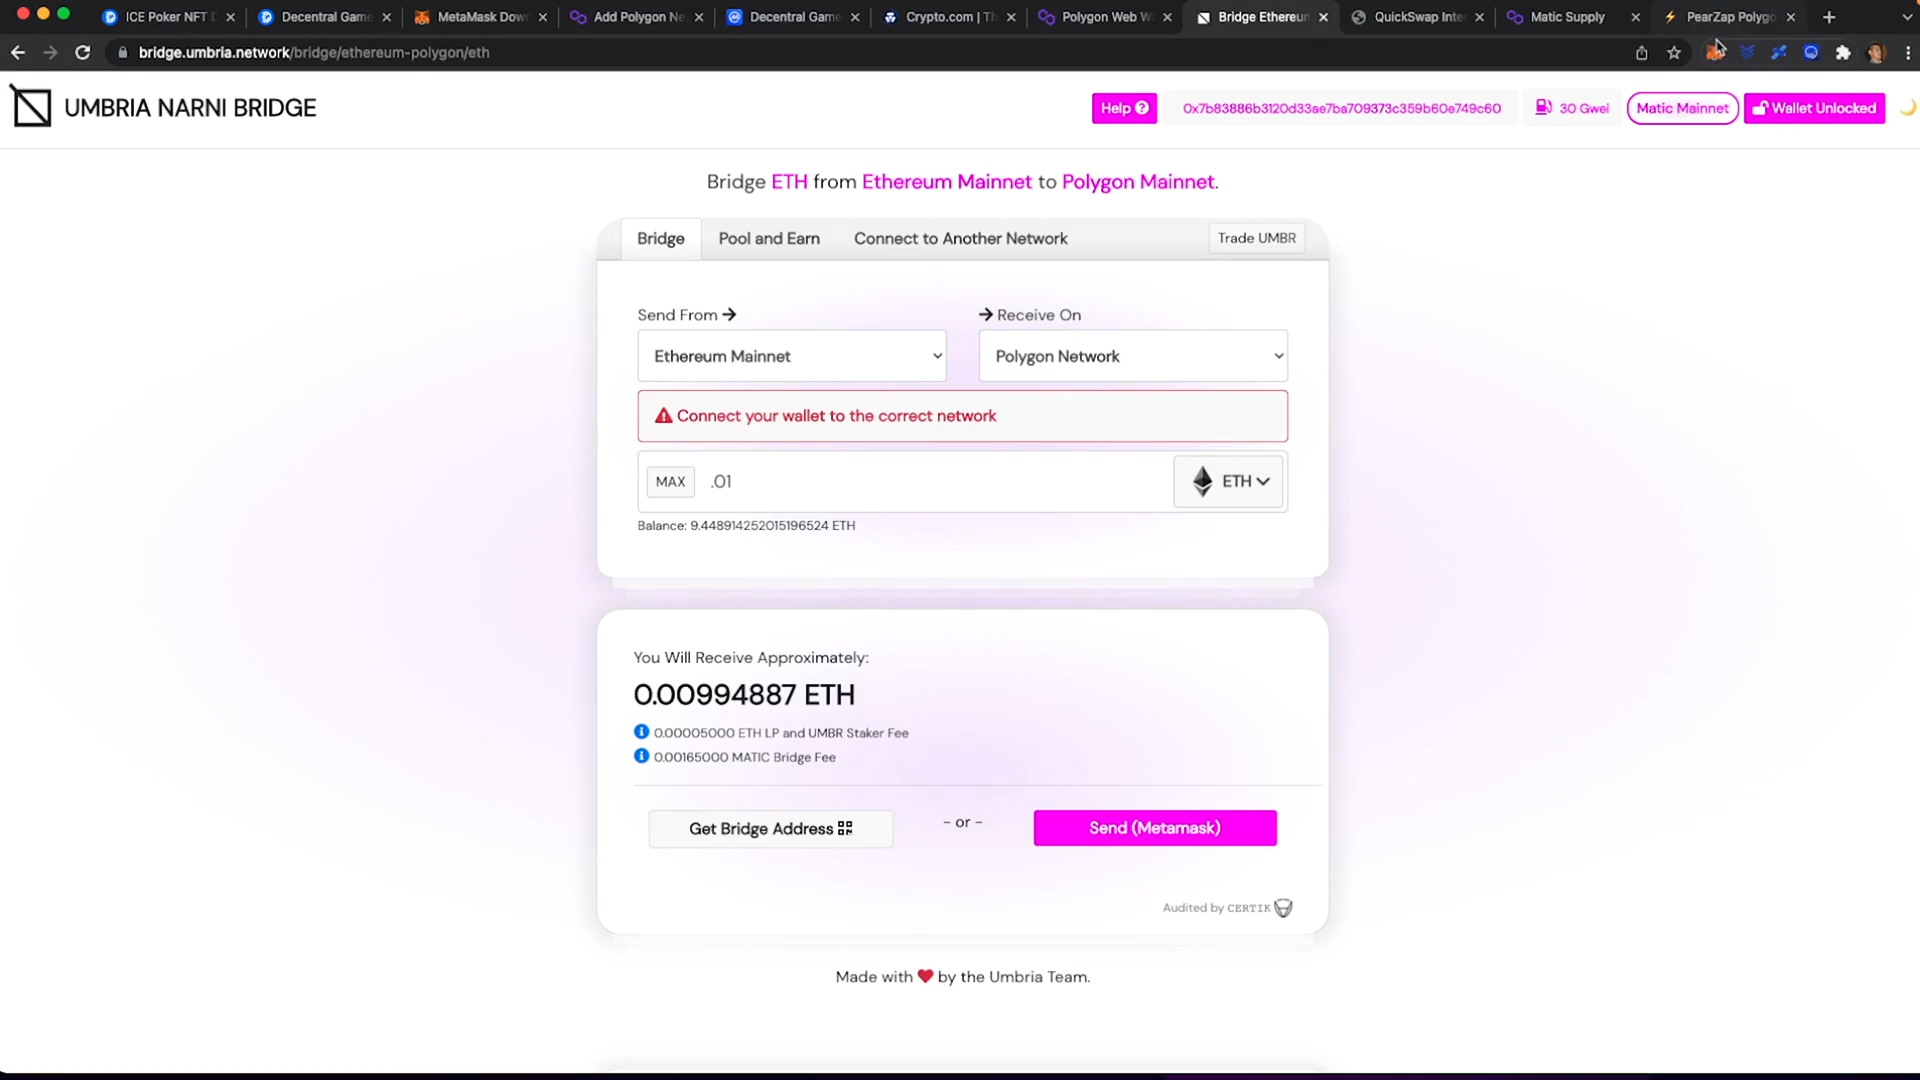 ICE Poker NFT D
Decentral Game
MetaMask Dow
Add Polygon Ne
Decentral Game
Crypto.com | Th
Polygon Web W
Bridge Ethereum
QuickSwap Inte
Matic Supply
PearZap Polygo
bridge.umbria.network/bridge/ethereum-polygon/eth
UMBRIA NARNI BRIDGE
Help
0x7b83886b3120d33ae7ba709373c359b60e749c60
30 Gwei
Matic Mainnet
Wallet Unlocked
Bridge ETH from Ethereum Mainnet to Polygon Mainnet.
Bridge
Pool and Earn
Connect to Another Network
Trade UMBR
Send From →
→ Receive On
Ethereum Mainnet
Polygon Network
Connect your wallet to the correct network
MAX
.01
ETH
Balance: 9.448914252015196524 ETH
You Will Receive Approximately:
0.00994887 ETH
0.00005000 ETH LP and UMBR Staker Fee
0.00165000 MATIC Bridge Fee
Get Bridge Address
- or -
Send (Metamask)
Audited by CERTIK
Made with ❤ by the Umbria Team.